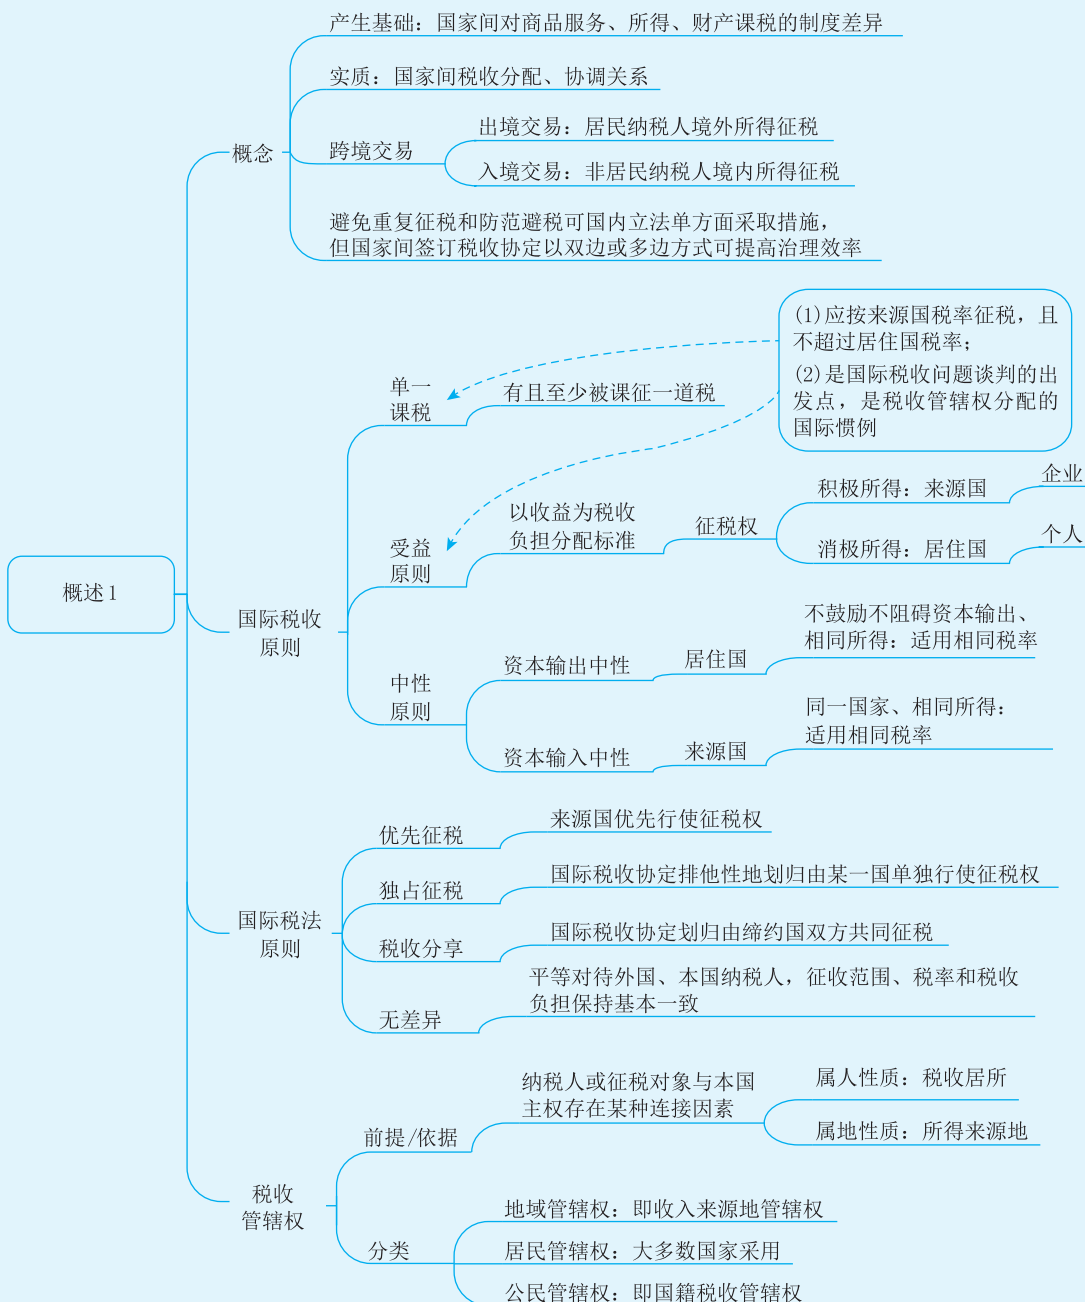 产生基础：国家间对商品服务、所得、财产课税的制度差异
实质：国家间税收分配、协调关系
概念
跨境交易
出境交易：居民纳税人境外所得征税
入境交易：非居民纳税人境内所得征税
避免重复征税和防范避税可国内立法单方面采取措施，
但国家间签订税收协定以双边或多边方式可提高治理效率
(1)应按来源国税率征税，且
不超过居住国税率；
(2)是国际税收问题谈判的出
发点，是税收管辖权分配的
国际惯例
单一
课税
有且至少被课征一道税
受益
原则
以收益为税收
负担分配标准
征税权
积极所得：来源国
企业
消极所得：居住国
个人
概述1
国际税收
原则
中性
原则
资本输出中性
居住国
不鼓励不阻碍资本输出、
相同所得：适用相同税率
资本输入中性
来源国
同一国家、相同所得：
适用相同税率
国际税法
原则
优先征税
来源国优先行使征税权
独占征税
国际税收协定排他性地划归由某一国单独行使征税权
税收分享
国际税收协定划归由缔约国双方共同征税
无差异
平等对待外国、本国纳税人，征收范围、税率和税收
负担保持基本一致
税收
管辖权
前提/依据
纳税人或征税对象与本国
主权存在某种连接因素
属人性质：税收居所
属地性质：所得来源地
分类
地域管辖权：即收入来源地管辖权
居民管辖权：大多数国家采用
公民管辖权：即国籍税收管辖权